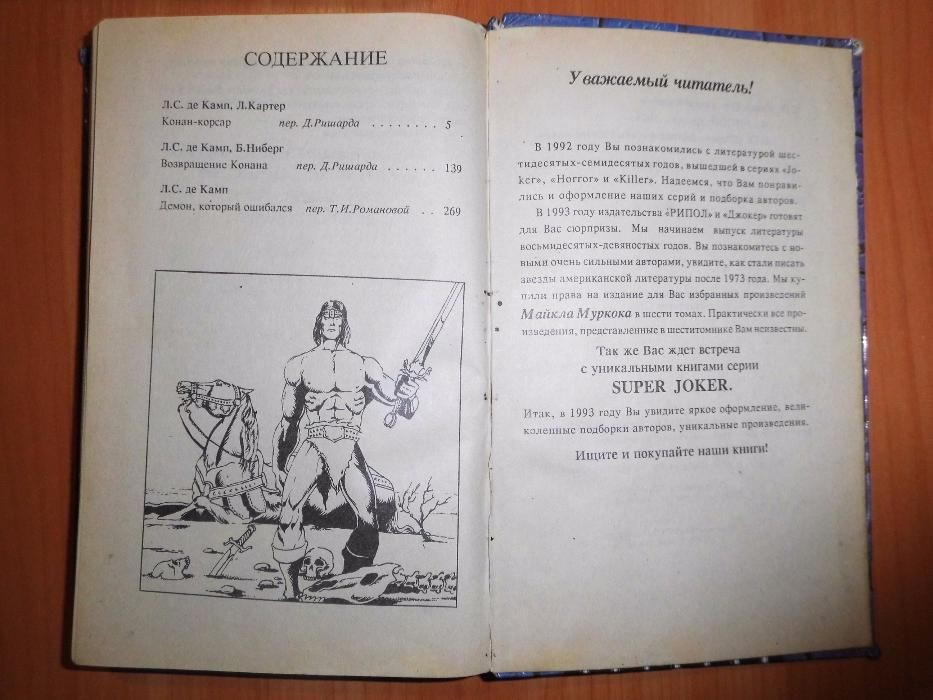 СОДЕРЖАНИЕ
Л.С. де Камп, Л.Картер
Конан-корсар пер. Д.Ришарда . . . . . . . . 5
Л.С. де Камп, Б.Ниберг
Возвращение Конана пер. Д.Ришарда . . . . . . 139
Л.С. де Камп
Демон, который ошибался пер. Т.И.Романовой . . 269
Уважаемый читатель!
В 1992 году Вы познакомились с литературой шес-
тидесятых-семидесятых годов, вышедшей в сериях «Jo-
ker», «Horror» и «Killer». Надеемся, что Вам понрави-
лись и оформление наших серий и подборка авторов.
В 1993 году издательства «РИПОЛ» и «Джокер» готовят
для Вас сюрпризы. Мы начинаем выпуск литературы
восьмидесятых-девяностых годов. Вы познакомитесь с но-
выми очень сильными авторами, увидите, как стали писать
звезды американской литературы после 1973 года. Мы ку-
пили права на издание для Вас избранных произведений
Майкла Муркока в шести томах. Практически все про-
изведения, представленные в шеститомнике Вам неизвестны.
Так же Вас ждет встреча
с уникальными книгами серии
SUPER JOKER.
Итак, в 1993 году Вы увидите яркое оформление, вели-
колепные подборки авторов, уникальные произведения.
Ищите и покупайте наши книги!